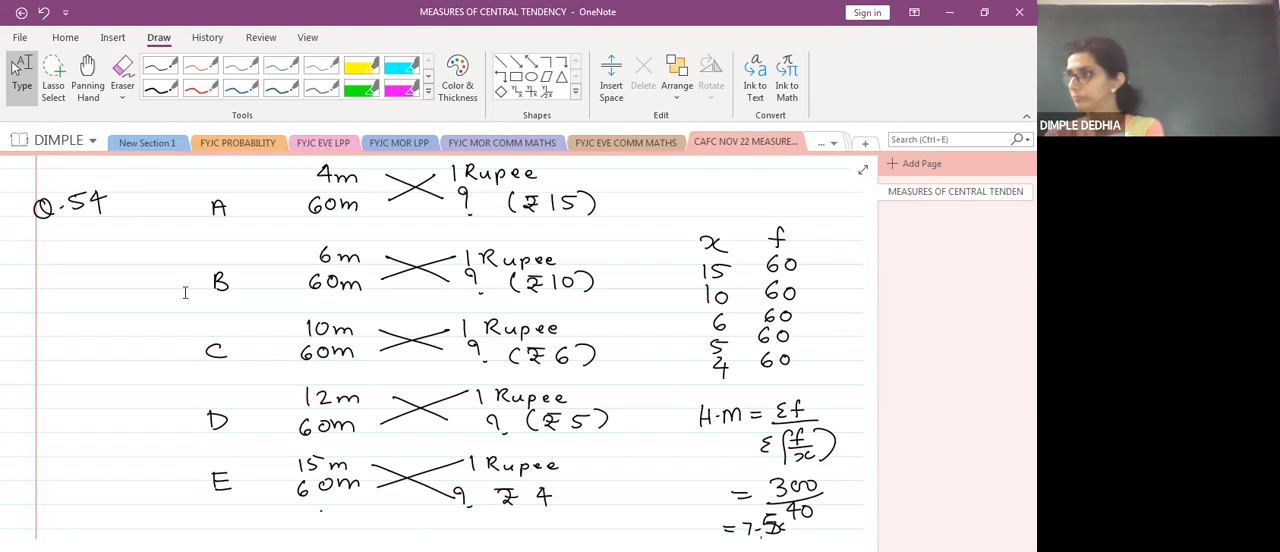 MEASURES OF CENTRAL TENDENCY - OneNote
Sign in
File Home Insert Draw History Review View
Type
Lasso Select
Panning Hand
Eraser
Color & Thickness
Insert Space
Delete
Arrange
Rotate
Ink to Text
Ink to Math
Tools
Shapes
Edit
Convert
DIMPLE DEDHIA
DIMPLE
New Section 1
FYJC PROBABILITY
FYJC EVE LPP
FYJC MOR LPP
FYJC MOR COMM MATHS
FYJC EVE COMM MATHS
CAFC NOV 22 MEASURE...
Search (Ctrl+E)
Add Page
MEASURES OF CENTRAL TENDEN
Q.54
A
4m 1 Rupee
60m ? (₹15)
B
6m 1 Rupee
60m ? (₹10)
C
10m 1 Rupee
60m ? (₹6)
D
12m 1 Rupee
60m ? (₹5)
E
15m 1 Rupee
60m ? ₹4
x f
15 60
10 60
6 60
5 60
4 60
H.M = Σf / Σ(f/x)
= 300 / 40